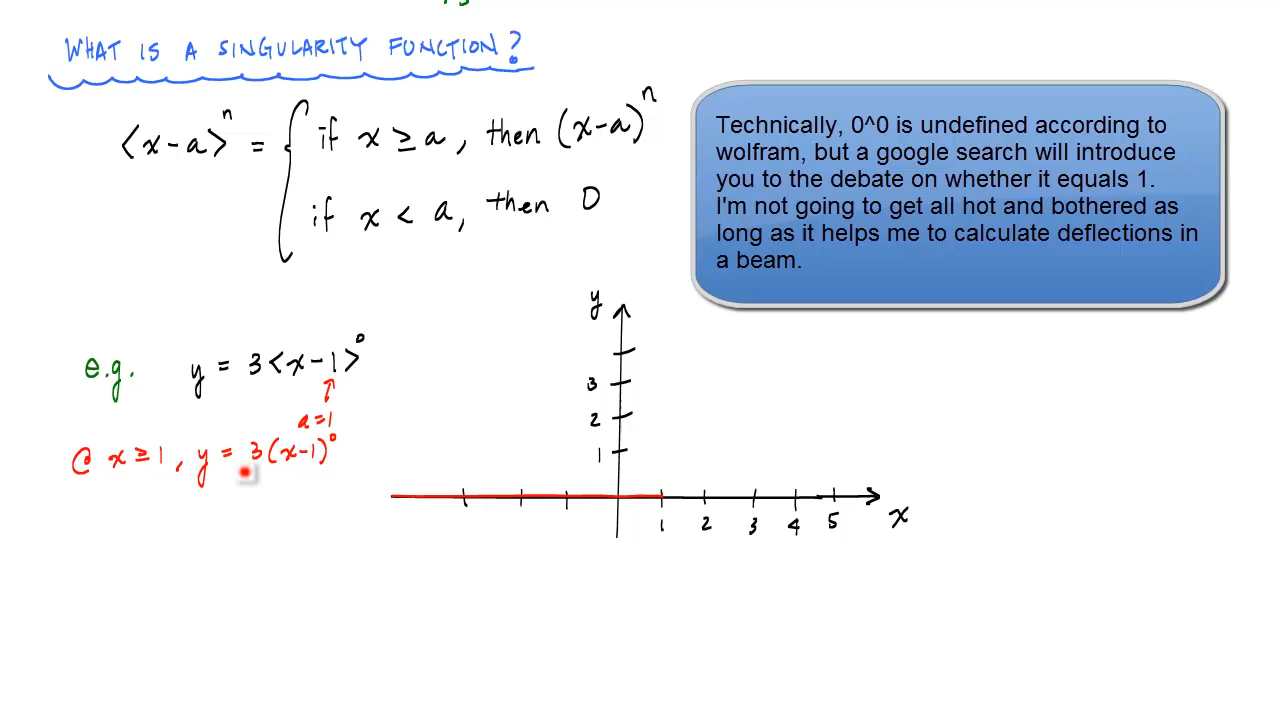 WHAT IS A SINGULARITY FUNCTION?
⟨x-a⟩^n = { if x ≥ a, then (x-a)^n
if x < a, then 0
Technically, 0^0 is undefined according to
wolfram, but a google search will introduce
you to the debate on whether it equals 1.
I'm not going to get all hot and bothered as
long as it helps me to calculate deflections in
a beam.
e.g. y = 3<x-1>^0
↑
a=1
@ x ≥ 1, y = 3(x-1)^0
y
3
2
1
1 2 3 4 5
x